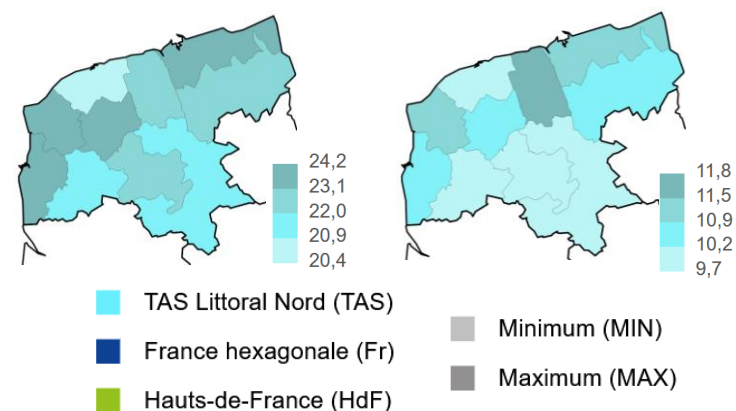 24,2
23,1
22,0
20,9
20,4
11,8
11,5
10,9
10,2
9,7
TAS Littoral Nord (TAS)
France hexagonale (Fr)
Hauts-de-France (HdF)
Minimum (MIN)
Maximum (MAX)